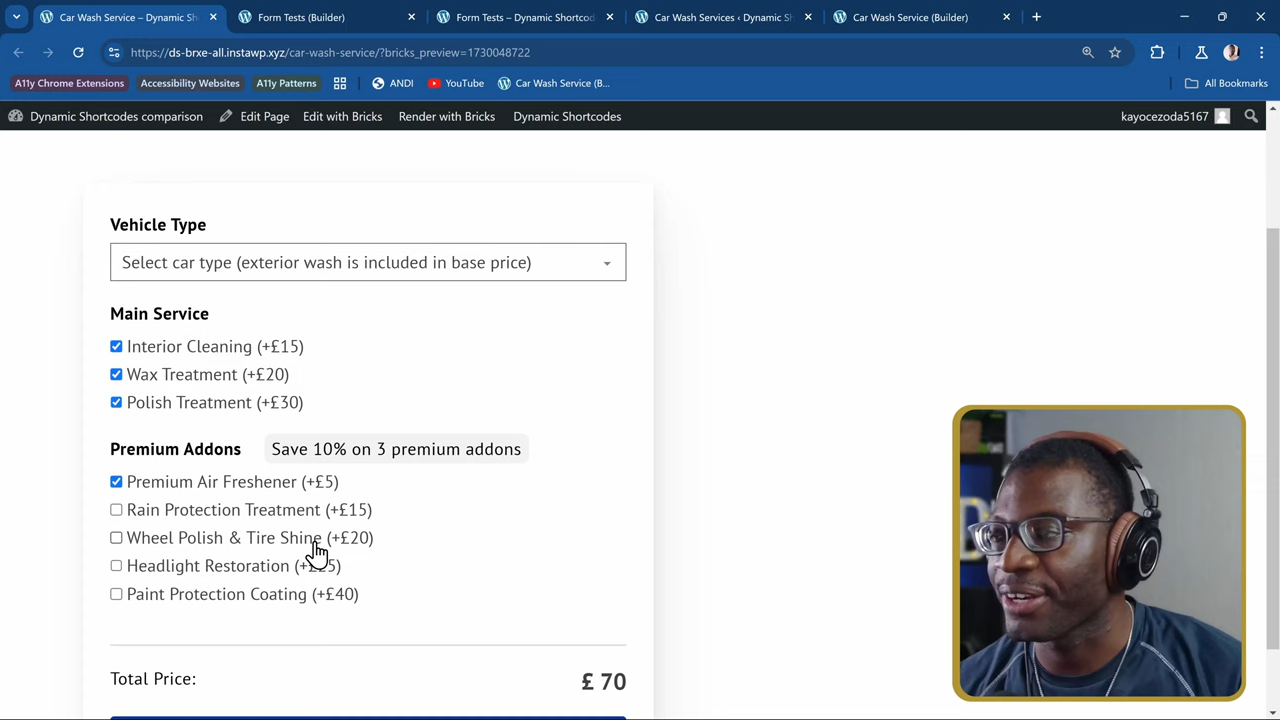 Car Wash Service – Dynamic Sh
Form Tests (Builder)
Form Tests – Dynamic Shortcod
Car Wash Services ‹ Dynamic Sh
Car Wash Service (Builder)
https://ds-brxe-all.instawp.xyz/car-wash-service/?bricks_preview=1730048722
A11y Chrome Extensions
Accessibility Websites
A11y Patterns
ANDI
YouTube
Car Wash Service (B...
All Bookmarks
Dynamic Shortcodes comparison
Edit Page
Edit with Bricks
Render with Bricks
Dynamic Shortcodes
kayocezoda5167
Vehicle Type
Select car type (exterior wash is included in base price)
Main Service
Interior Cleaning (+£15)
Wax Treatment (+£20)
Polish Treatment (+£30)
Premium Addons
Save 10% on 3 premium addons
Premium Air Freshener (+£5)
Rain Protection Treatment (+£15)
Wheel Polish & Tire Shine (+£20)
Headlight Restoration
Paint Protection Coating (+£40)
Total Price:
£ 70